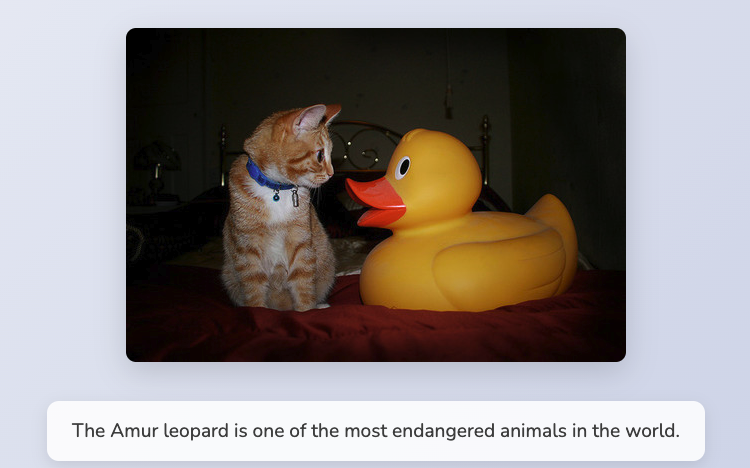 The Amur leopard is one of the most endangered animals in the world.